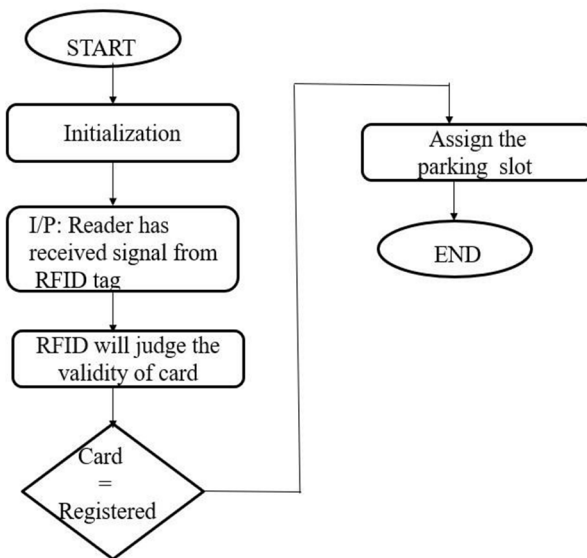 START
Initialization
I/P: Reader has
received signal from
RFID tag
RFID will judge the
validity of card
Card
=
Registered
Assign the
parking slot
END